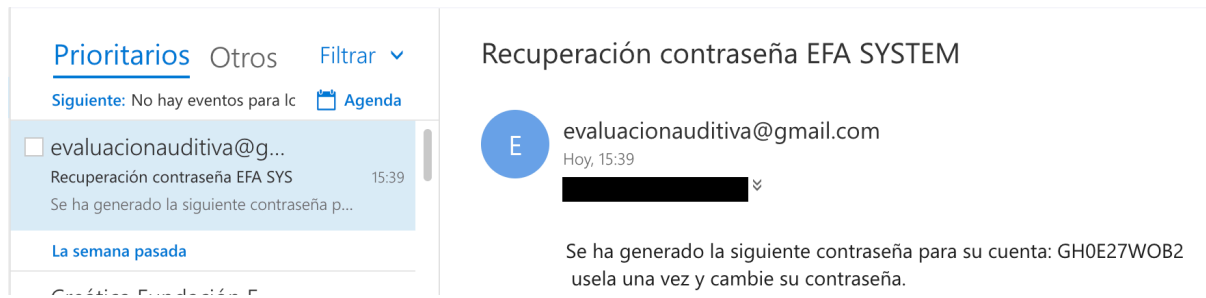 Prioritarios Otros Filtrar
Siguiente: No hay eventos para lo Agenda
evaluacionauditiva@g...
Recuperación contraseña EFA SYS 15:39
Se ha generado la siguiente contraseña p...
La semana pasada
Recuperación contraseña EFA SYSTEM
E
evaluacionauditiva@gmail.com
Hoy, 15:39
Se ha generado la siguiente contraseña para su cuenta: GH0E27WOB2
usela una vez y cambie su contraseña.